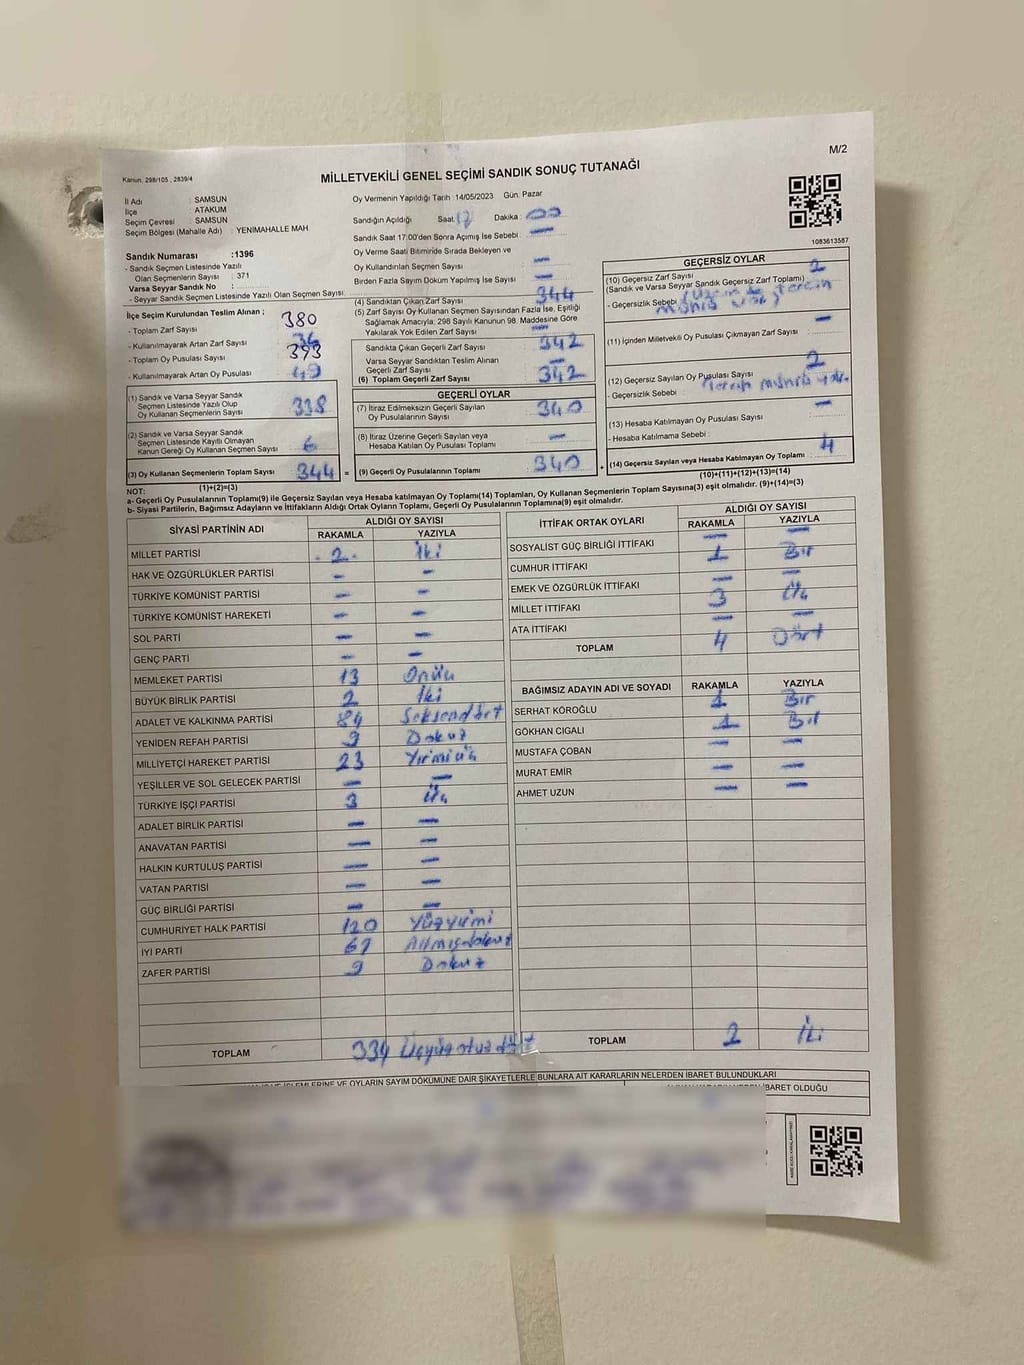 M/2
Kanun. 298/105 , 2839/4
MİLLETVEKİLİ GENEL SEÇİMİ SANDIK SONUÇ TUTANAĞI
İl Adı : SAMSUN
İlçe : ATAKUM
Seçim Çevresi : SAMSUN
Seçim Bölgesi (Mahalle Adı) : YENİMAHALLE MAH
Sandık Numarası :1396
- Sandık Seçmen Listesinde Yazılı
Olan Seçmenlerin Sayısı : 371
Varsa Seyyar Sandık No :
- Seyyar Sandık Seçmen Listesinde Yazılı Olan Seçmen Sayısı
Oy Vermenin Yapıldığı Tarih :14/05/2023 Gün: Pazar
Sandığın Açıldığı Saat: 17 Dakika: 00
Sandık Saat 17:00'den Sonra Açımış İse Sebebi : —
Oy Verme Saati Bitiminde Sırada Bekleyen ve
Oy Kullandırılan Seçmen Sayısı —
Birden Fazla Sayım Döküm Yapılmış İse Sayısı —
1083613587
İlçe Seçim Kurulundan Teslim Alınan ;
- Toplam Zarf Sayısı 380
- Kullanılmayarak Artan Zarf Sayısı 36
- Toplam Oy Pusulası Sayısı 393
- Kullanılmayarak Artan Oy Pusulası 49
(1) Sandık ve Varsa Seyyar Sandık
Seçmen Listesinde Yazılı Olup
Oy Kullanan Seçmenlerin Sayısı 338
(2) Sandık ve Varsa Seyyar Sandık
Seçmen Listesinde Kayıtlı Olmayan
Kanun Gereği Oy Kullanan Seçmen Sayısı 6
(3) Oy Kullanan Seçmenlerin Toplam Sayısı 344
(1)+(2)=(3)
(4) Sandıktan Çıkan Zarf Sayısı 344
(5) Zarf Sayısı Oy Kullanan Seçmen Sayısından Fazla İse, Eşitliği
Sağlamak Amacıyla, 298 Sayılı Kanunun 98. Maddesine Göre
Yakılarak Yok Edilen Zarf Sayısı —
Sandıkta Çıkan Geçerli Zarf Sayısı 342
Varsa Seyyar Sandıktan Teslim Alınan
Geçerli Zarf Sayısı —
(6) Toplam Geçerli Zarf Sayısı 342
GEÇERLİ OYLAR
(7) İtiraz Edilmeksizin Geçerli Sayılan
Oy Pusulalarının Sayısı 340
(8) İtiraz Üzerine Geçerli Sayılan veya
Hesaba Katılan Oy Pusulası Toplamı —
= (9) Geçerli Oy Pusulalarının Toplamı 340
GEÇERSİZ OYLAR
(10) Geçersiz Zarf Sayısı 2
(Sandık ve Varsa Seyyar Sandık Geçersiz Zarf Toplamı) :
- Geçersizlik Sebebi :
(11) İçinden Milletvekili Oy Pusulası Çıkmayan Zarf Sayısı —
(12) Geçersiz Sayılan Oy Pusulası Sayısı 2
- Geçersizlik Sebebi :
(13) Hesaba Katılmayan Oy Pusulası Sayısı —
- Hesaba Katılmama Sebebi :
+ (14) Geçersiz Sayılan veya Hesaba Katılmayan Oy Toplamı 4
(10)+(11)+(12)+(13)=(14)
NOT:
a- Geçerli Oy Pusulalarının Toplamı(9) ile Geçersiz Sayılan veya Hesaba katılmayan Oy Toplamı(14) Toplamları, Oy Kullanan Seçmenlerin Toplam Sayısına(3) eşit olmalıdır. (9)+(14)=(3)
b- Siyasi Partilerin, Bağımsız Adayların ve İttifakların Aldığı Ortak Oyların Toplamı, Geçerli Oy Pusulalarının Toplamına(9) eşit olmalıdır.
SİYASİ PARTİNİN ADI ALDIĞI OY SAYISI
RAKAMLA YAZIYLA
MİLLET PARTİSİ - 2 - İki
HAK VE ÖZGÜRLÜKLER PARTİSİ — —
TÜRKİYE KOMÜNİST PARTİSİ — —
TÜRKİYE KOMÜNİST HAREKETİ — —
SOL PARTİ — —
GENÇ PARTİ — —
MEMLEKET PARTİSİ 13 Onüç
BÜYÜK BİRLİK PARTİSİ 2 İki
ADALET VE KALKINMA PARTİSİ 84 Seksendört
YENİDEN REFAH PARTİSİ 9 Dokuz
MİLLİYETÇİ HAREKET PARTİSİ 23 Yirmiüç
YEŞİLLER VE SOL GELECEK PARTİSİ — —
TÜRKİYE İŞÇİ PARTİSİ 3 Üç
ADALET BİRLİK PARTİSİ — —
ANAVATAN PARTİSİ — —
HALKIN KURTULUŞ PARTİSİ — —
VATAN PARTİSİ — —
GÜÇ BİRLİĞİ PARTİSİ — —
CUMHURİYET HALK PARTİSİ 120 Yüzyirmi
İYİ PARTİ 69 Altmışdokuz
ZAFER PARTİSİ 9 Dokuz
TOPLAM 334 Üçyüzotuzdört
İTTİFAK ORTAK OYLARI ALDIĞI OY SAYISI
RAKAMLA YAZIYLA
SOSYALİST GÜÇ BİRLİĞİ İTTİFAKI — —
CUMHUR İTTİFAKI 1 Bir
EMEK VE ÖZGÜRLÜK İTTİFAKI — —
MİLLET İTTİFAKI 3 Üç
ATA İTTİFAKI — —
TOPLAM 4 Dört
BAĞIMSIZ ADAYIN ADI VE SOYADI RAKAMLA YAZIYLA
SERHAT KÖROĞLU 1 Bir
GÖKHAN CIGALI 1 Bir
MUSTAFA ÇOBAN — —
MURAT EMİR — —
AHMET UZUN — —
TOPLAM 2 İki
İŞLEMLERİNE VE OYLARIN SAYIM DÖKÜMÜNE DAİR ŞİKAYETLERLE BUNLARA AİT KARARLARIN NELERDEN İBARET BULUNDUKLARI
İBARET OLDUĞU